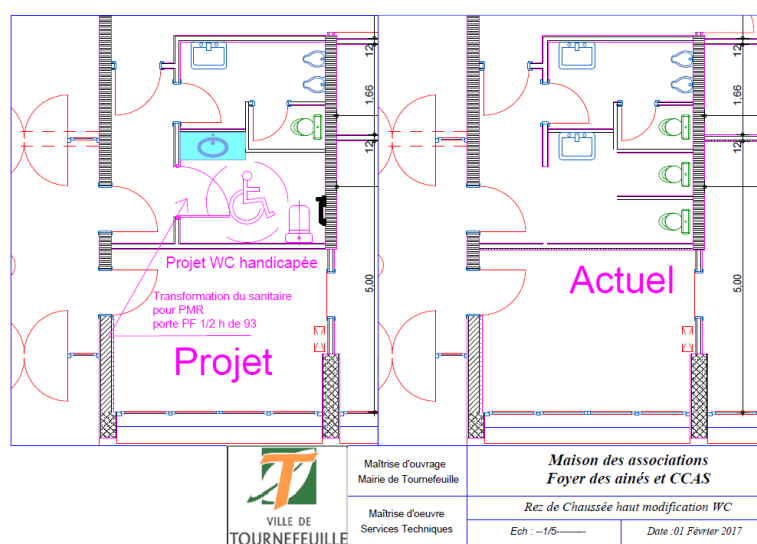 12
1.66
12
5.00
Projet WC handicapée
Transformation du sanitaire
pour PMR
porte PF 1/2 h de 93
Projet
12
1.66
12
5.00
Actuel
VILLE DE
TOURNEFEUILLE
Maîtrise d'ouvrage
Mairie de Tournefeuille
Maîtrise d'oeuvre
Services Techniques
Maison des associations
Foyer des ainés et CCAS
Rez de Chaussée haut modification WC
Ech : --1/5---------
Date :01 Février 2017